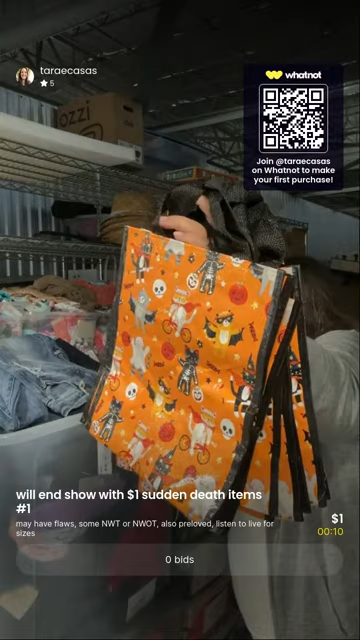 taraecasas
★ 5
whatnot
Join @taraecasas
on Whatnot to make
your first purchase!
ozzi
will end show with $1 sudden death items
#1
may have flaws, some NWT or NWOT, also preloved, listen to live for
sizes
$1
00:10
0 bids